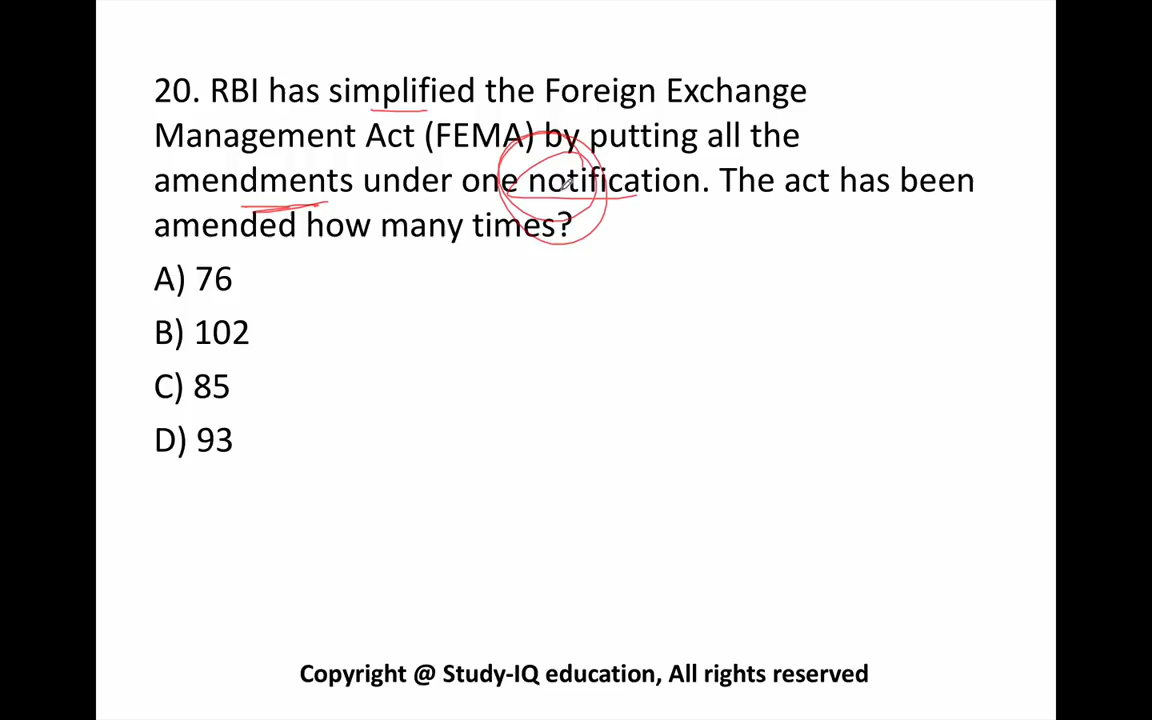 20. RBI has simplified the Foreign Exchange
Management Act (FEMA) by putting all the
amendments under one notification. The act has been
amended how many times?
A) 76
B) 102
C) 85
D) 93
Copyright @ Study-IQ education, All rights reserved